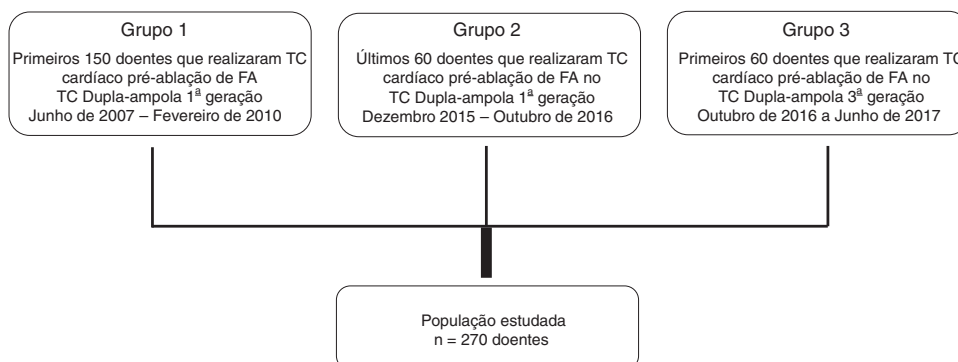 Grupo 1
Primeiros 150 doentes que realizaram TC
cardíaco pré-ablação de FA
TC Dupla-ampola 1ª geração
Junho de 2007 – Fevereiro de 2010
Grupo 2
Últimos 60 doentes que realizaram TC
cardíaco pré-ablação de FA no
TC Dupla-ampola 1ª geração
Dezembro 2015 – Outubro de 2016
Grupo 3
Primeiros 60 doentes que realizaram TC
cardíaco pré-ablação de FA no
TC Dupla-ampola 3ª geração
Outubro de 2016 a Junho de 2017
População estudada
n = 270 doentes